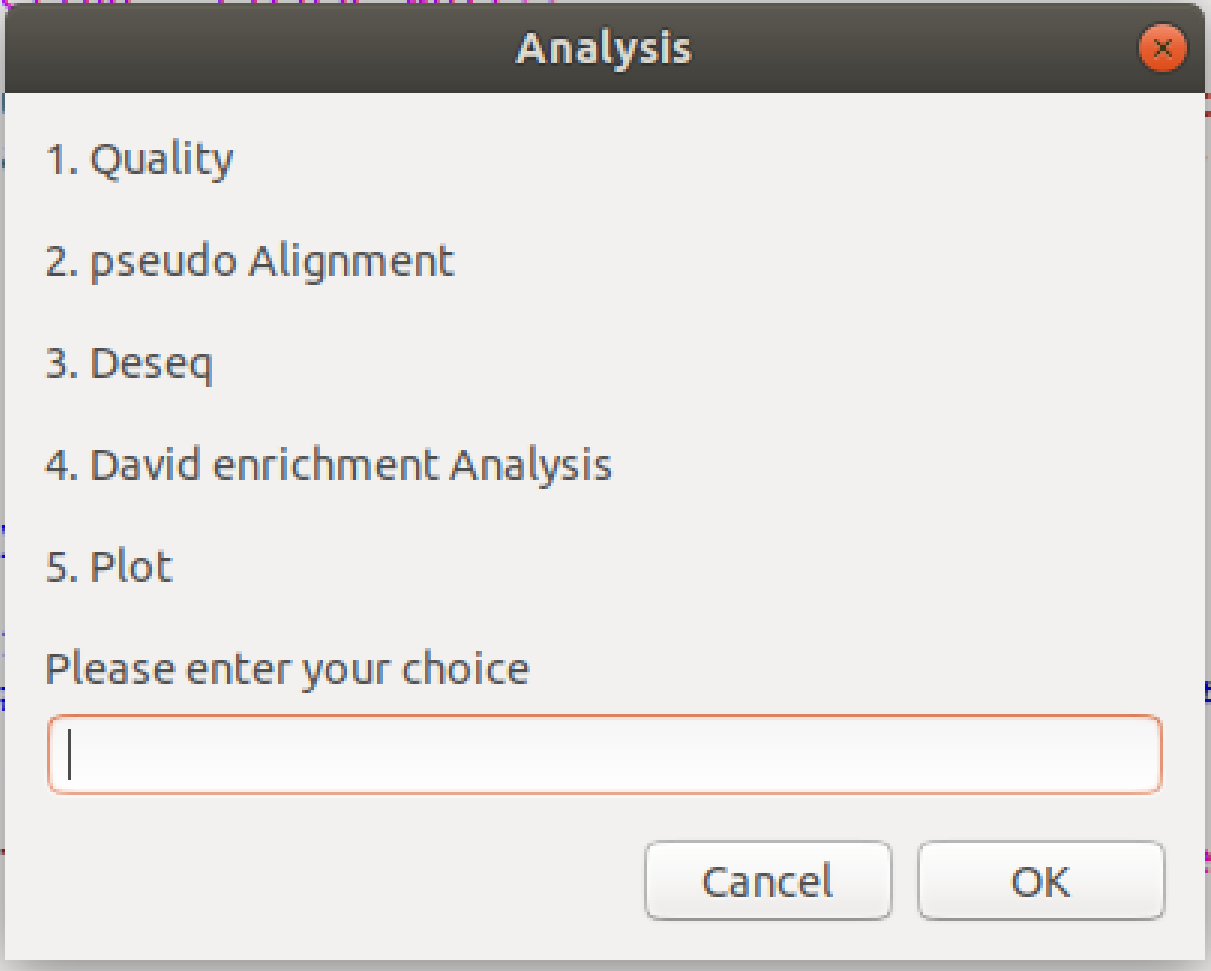 Analysis
1. Quality
2. pseudo Alignment
3. Deseq
4. David enrichment Analysis
5. Plot
Please enter your choice
Cancel OK